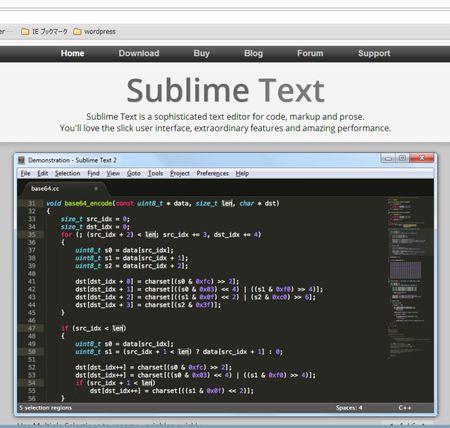 IE ブックマーク wordpress
Home Download Buy Blog Forum Support
Sublime Text
Sublime Text is a sophisticated text editor for code, markup and prose.
You'll love the slick user interface, extraordinary features and amazing performance.
Demonstration - Sublime Text 2
File Edit Selection Find View Goto Tools Project Preferences Help
base64.cc
31 void base64_encode(const uint8_t * data, size_t len, char * dst)
32 {
33 size_t src_idx = 0;
34 size_t dst_idx = 0;
35 for (; (src_idx + 2) < len; src_idx += 3, dst_idx += 4)
36 {
37 uint8_t s0 = data[src_idx];
38 uint8_t s1 = data[src_idx + 1];
39 uint8_t s2 = data[src_idx + 2];
40
41 dst[dst_idx + 0] = charset[(s0 & 0xfc) >> 2];
42 dst[dst_idx + 1] = charset[((s0 & 0x03) << 4) | ((s1 & 0xf0) >> 4)];
43 dst[dst_idx + 2] = charset[((s1 & 0x0f) << 2) | (s2 & 0xc0) >> 6];
44 dst[dst_idx + 3] = charset[(s2 & 0x3f)];
45 }
46
47 if (src_idx < len)
48 {
49 uint8_t s0 = data[src_idx];
50 uint8_t s1 = (src_idx + 1 < len) ? data[src_idx + 1] : 0;
51
52 dst[dst_idx++] = charset[(s0 & 0xfc) >> 2];
53 dst[dst_idx++] = charset[((s0 & 0x03) << 4) | ((s1 & 0xf0) >> 4)];
54 if (src_idx + 1 < len)
55 dst[dst_idx++] = charset[((s1 & 0x0f) << 2)];
5 selection regions Spaces: 4 C++